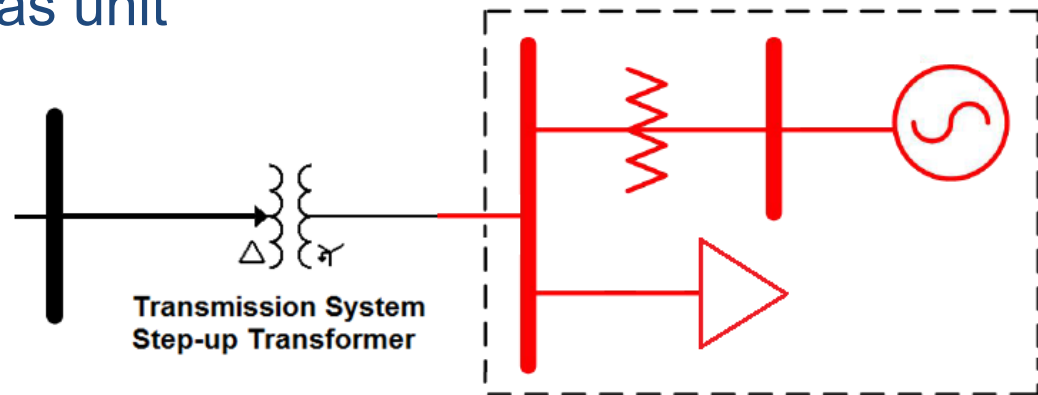 as unit
Transmission System
Step-up Transformer